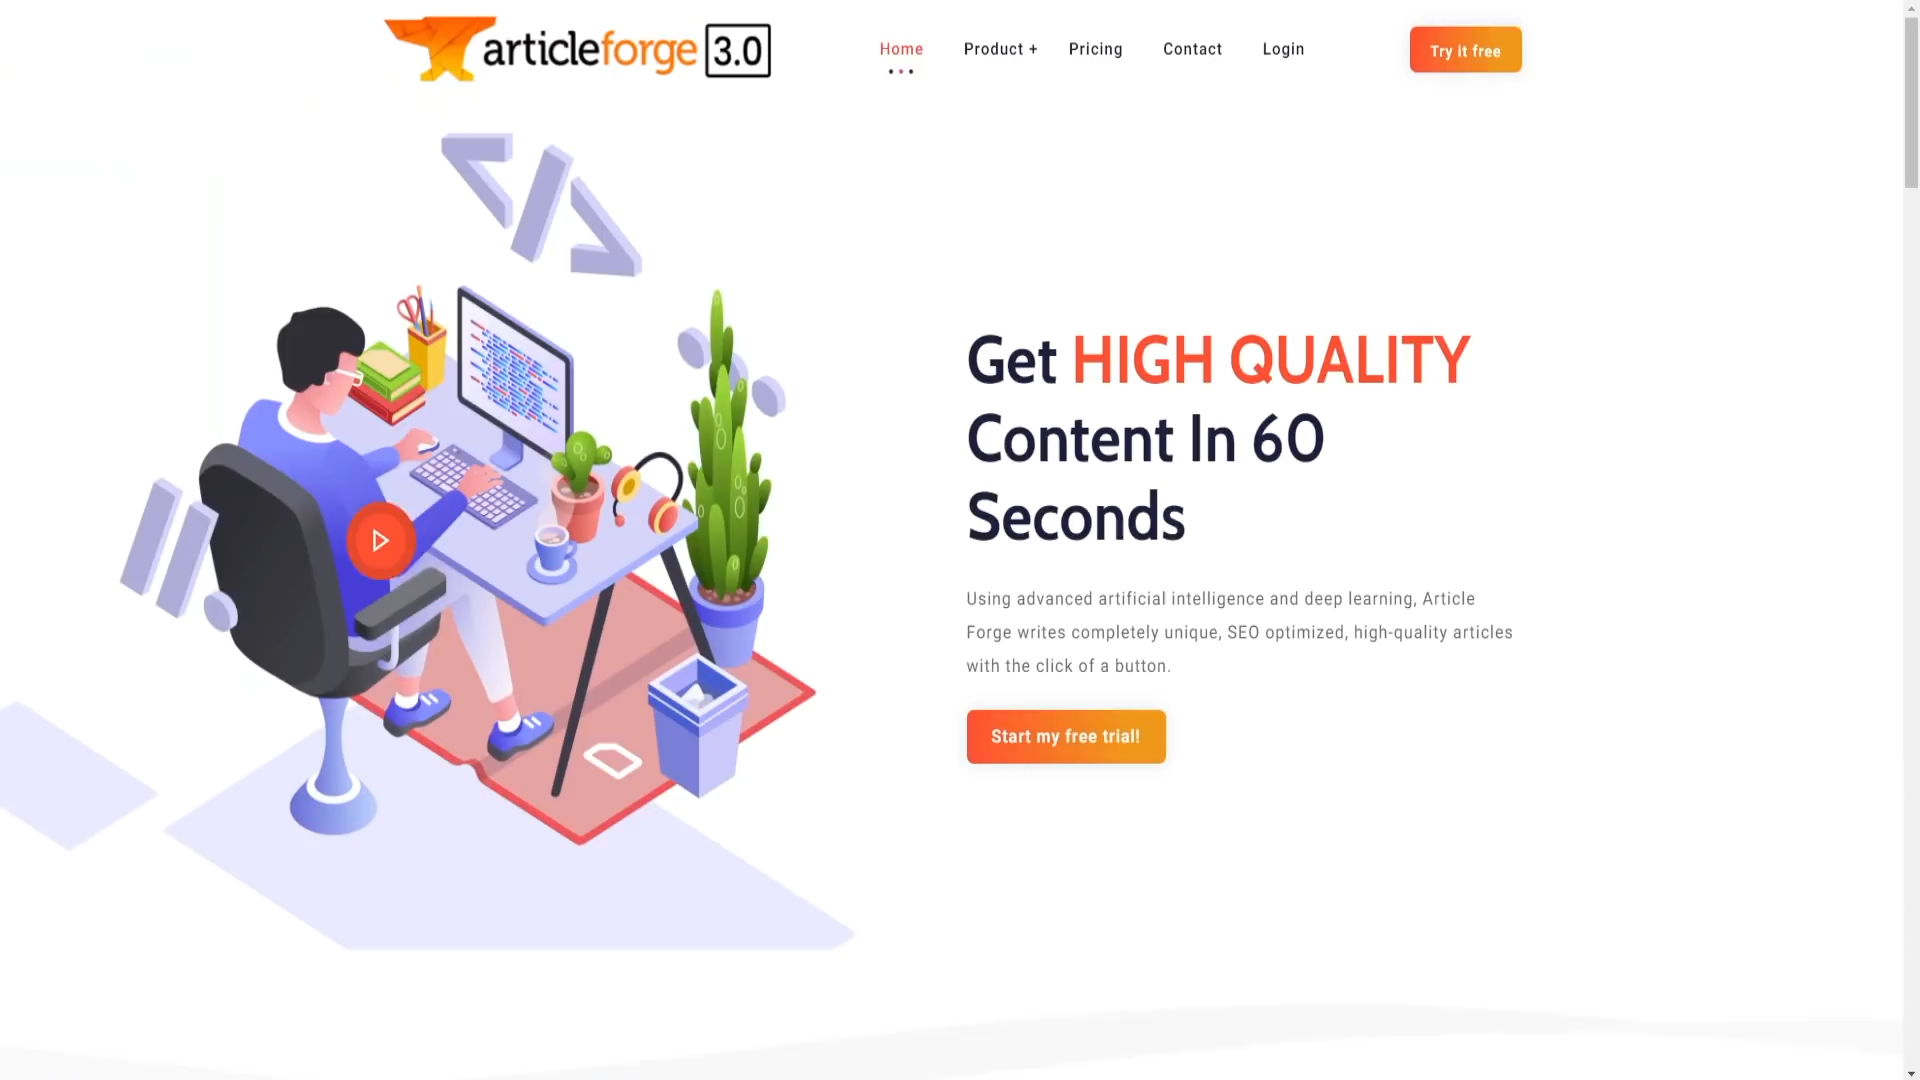 articleforge 3.0
Home
Product +
Pricing
Contact
Login
Try it free
Get HIGH QUALITY
Content In 60
Seconds
Using advanced artificial intelligence and deep learning, Article
Forge writes completely unique, SEO optimized, high-quality articles
with the click of a button.
Start my free trial!